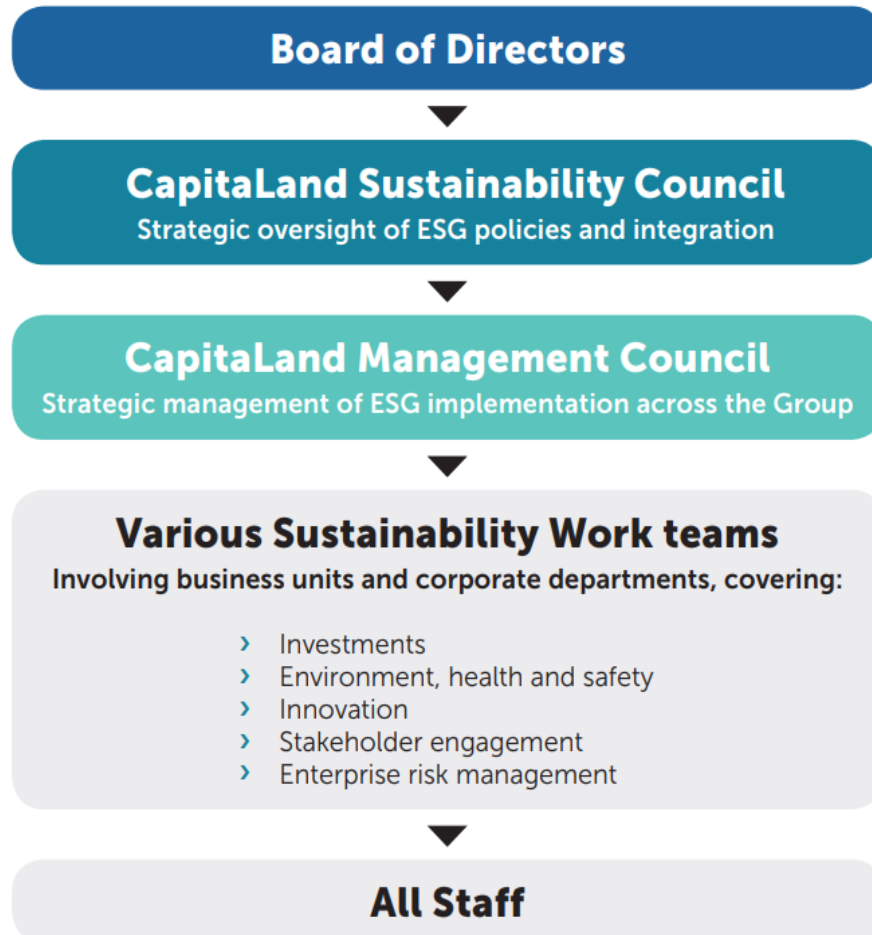 Board of Directors
CapitaLand Sustainability Council
Strategic oversight of ESG policies and integration
CapitaLand Management Council
Strategic management of ESG implementation across the Group
Various Sustainability Work teams
Involving business units and corporate departments, covering:
› Investments
› Environment, health and safety
› Innovation
› Stakeholder engagement
› Enterprise risk management
All Staff